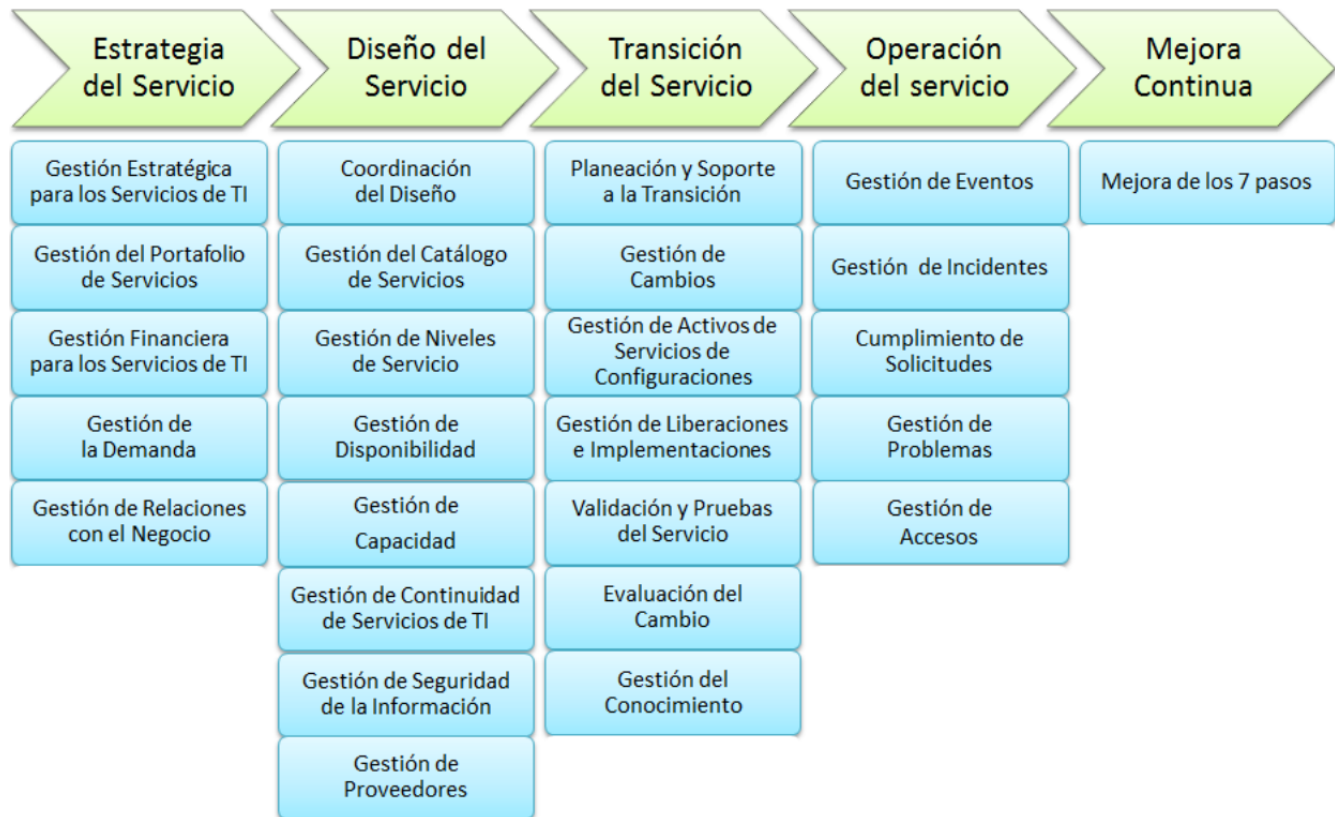 Estrategia
del Servicio
Diseño del
Servicio
Transición
del Servicio
Operación
del servicio
Mejora
Continua
Gestión Estratégica
para los Servicios de TI
Gestión del Portafolio
de Servicios
Gestión Financiera
para los Servicios de TI
Gestión de
la Demanda
Gestión de Relaciones
con el Negocio
Coordinación
del Diseño
Gestión del Catálogo
de Servicios
Gestión de Niveles
de Servicio
Gestión de
Disponibilidad
Gestión de
Capacidad
Gestión de Continuidad
de Servicios de TI
Gestión de Seguridad
de la Información
Gestión de
Proveedores
Planeación y Soporte
a la Transición
Gestión de
Cambios
Gestión de Activos de
Servicios de
Configuraciones
Gestión de Liberaciones
e Implementaciones
Validación y Pruebas
del Servicio
Evaluación del
Cambio
Gestión del
Conocimiento
Gestión de Eventos
Gestión de Incidentes
Cumplimiento de
Solicitudes
Gestión de
Problemas
Gestión de
Accesos
Mejora de los 7 pasos